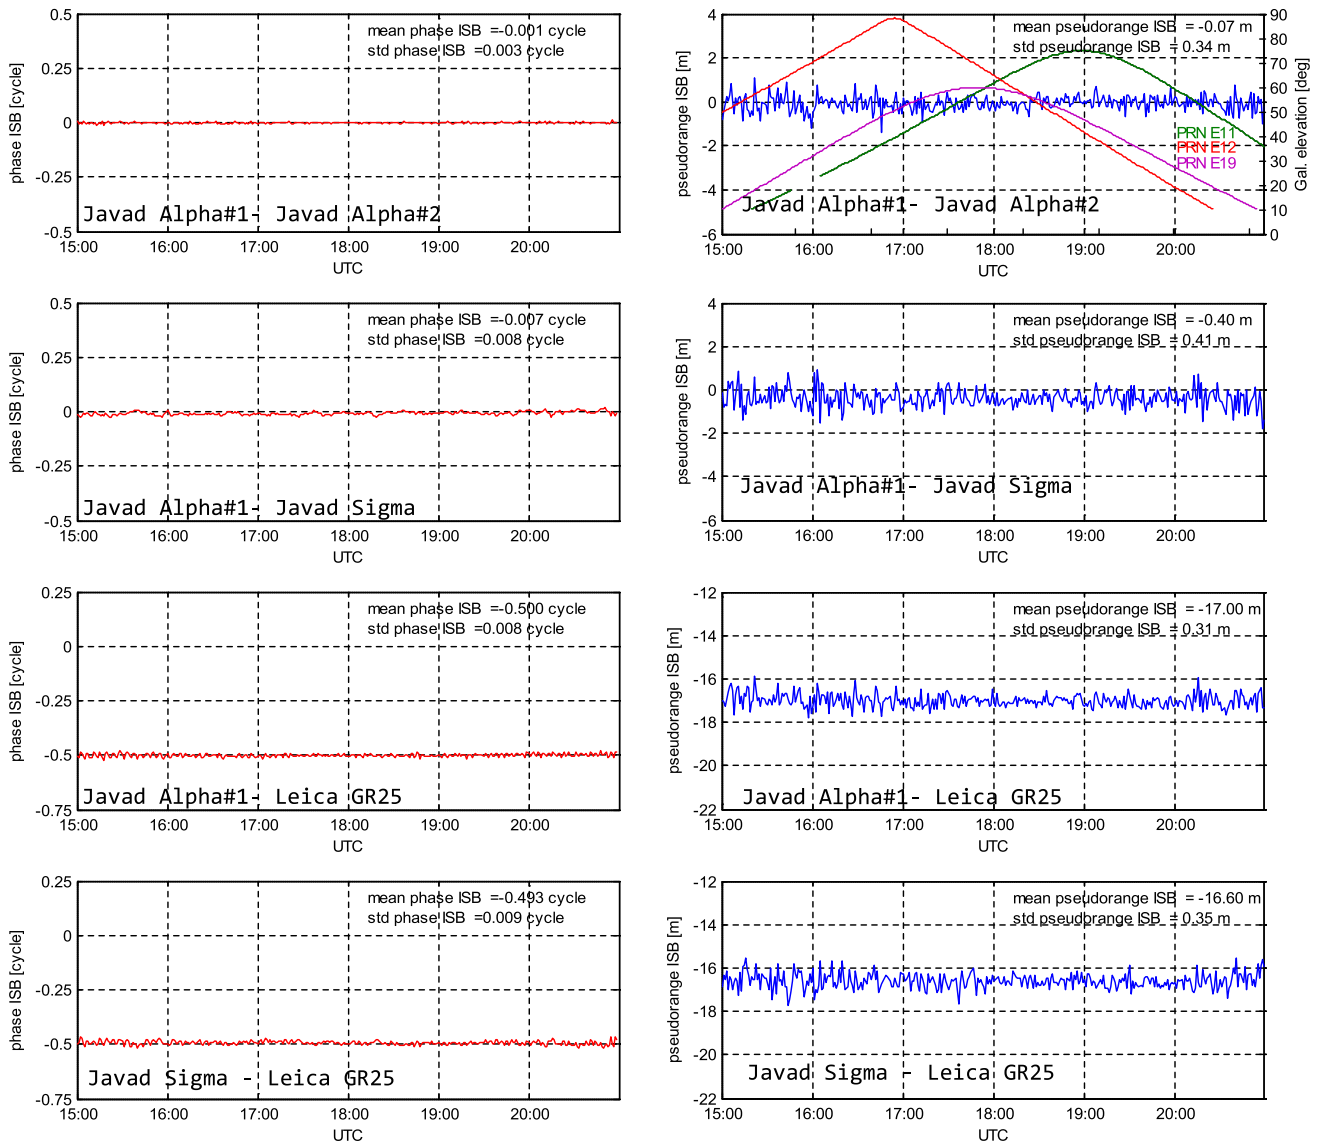 0.5
0.25
0
-0.25
-0.5
phase ISB [cycle]
mean phase ISB =-0.001 cycle
std phase ISB =0.003 cycle
Javad Alpha#1- Javad Alpha#2
15:00 16:00 17:00 18:00 19:00 20:00
UTC
4
2
0
-2
-4
-6
pseudorange ISB [m]
mean pseudorange ISB = -0.07 m
std pseudorange ISB = 0.34 m
PRN E11
PRN E12
PRN E19
Javad Alpha#1- Javad Alpha#2
90
80
70
60
50
40
30
20
10
0
Gal. elevation [deg]
15:00 16:00 17:00 18:00 19:00 20:00
UTC
0.5
0.25
0
-0.25
-0.5
phase ISB [cycle]
mean phase ISB =-0.007 cycle
std phase ISB =0.008 cycle
Javad Alpha#1- Javad Sigma
15:00 16:00 17:00 18:00 19:00 20:00
UTC
4
2
0
-2
-4
-6
pseudorange ISB [m]
mean pseudorange ISB = -0.40 m
std pseudorange ISB = 0.41 m
Javad Alpha#1- Javad Sigma
15:00 16:00 17:00 18:00 19:00 20:00
UTC
0.25
0
-0.25
-0.5
-0.75
phase ISB [cycle]
mean phase ISB =-0.500 cycle
std phase ISB =0.008 cycle
Javad Alpha#1- Leica GR25
15:00 16:00 17:00 18:00 19:00 20:00
UTC
-12
-14
-16
-18
-20
-22
pseudorange ISB [m]
mean pseudorange ISB = -17.00 m
std pseudorange ISB = 0.31 m
Javad Alpha#1- Leica GR25
15:00 16:00 17:00 18:00 19:00 20:00
UTC
0.25
0
-0.25
-0.5
-0.75
phase ISB [cycle]
mean phase ISB =-0.493 cycle
std phase ISB =0.009 cycle
Javad Sigma - Leica GR25
15:00 16:00 17:00 18:00 19:00 20:00
UTC
-12
-14
-16
-18
-20
-22
pseudorange ISB [m]
mean pseudorange ISB = -16.60 m
std pseudorange ISB = 0.35 m
Javad Sigma - Leica GR25
15:00 16:00 17:00 18:00 19:00 20:00
UTC